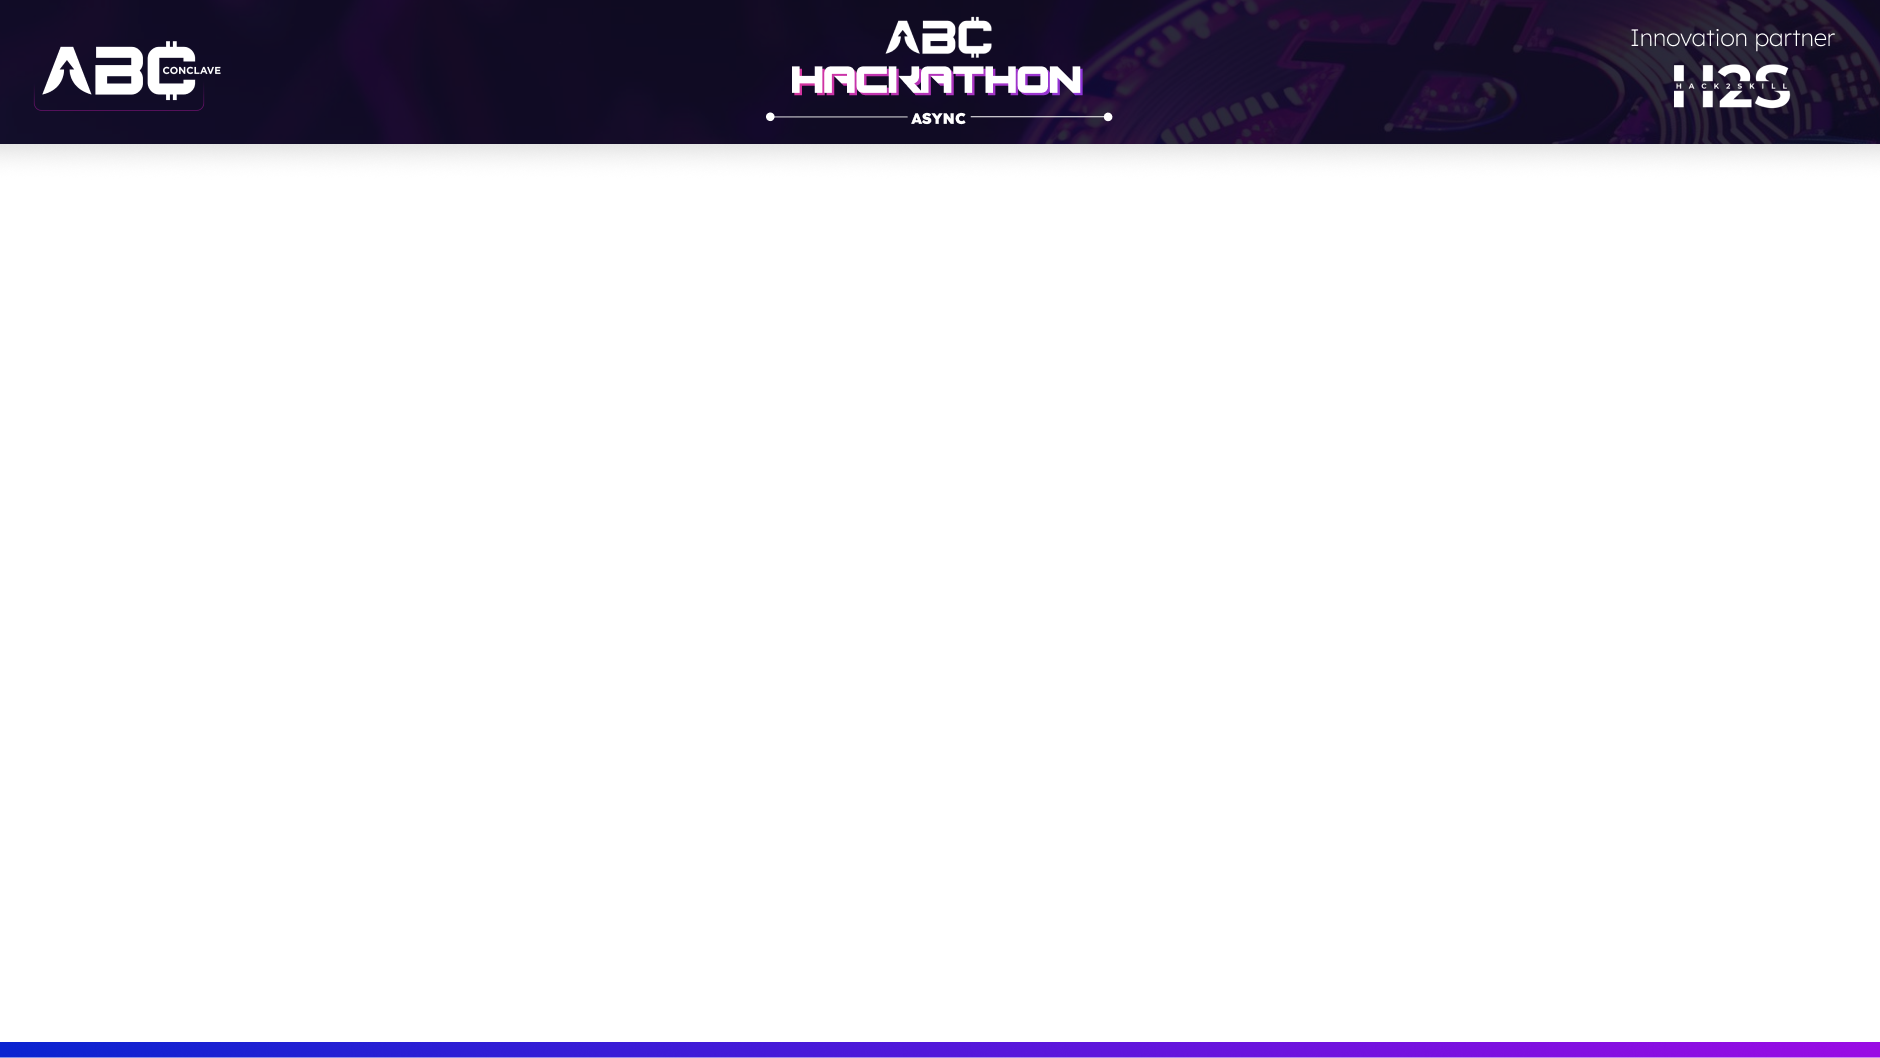 ABC
CONCLAVE
ABC
HACKATHON
ASYNC
Innovation partner
H2S
HACK2SKILL